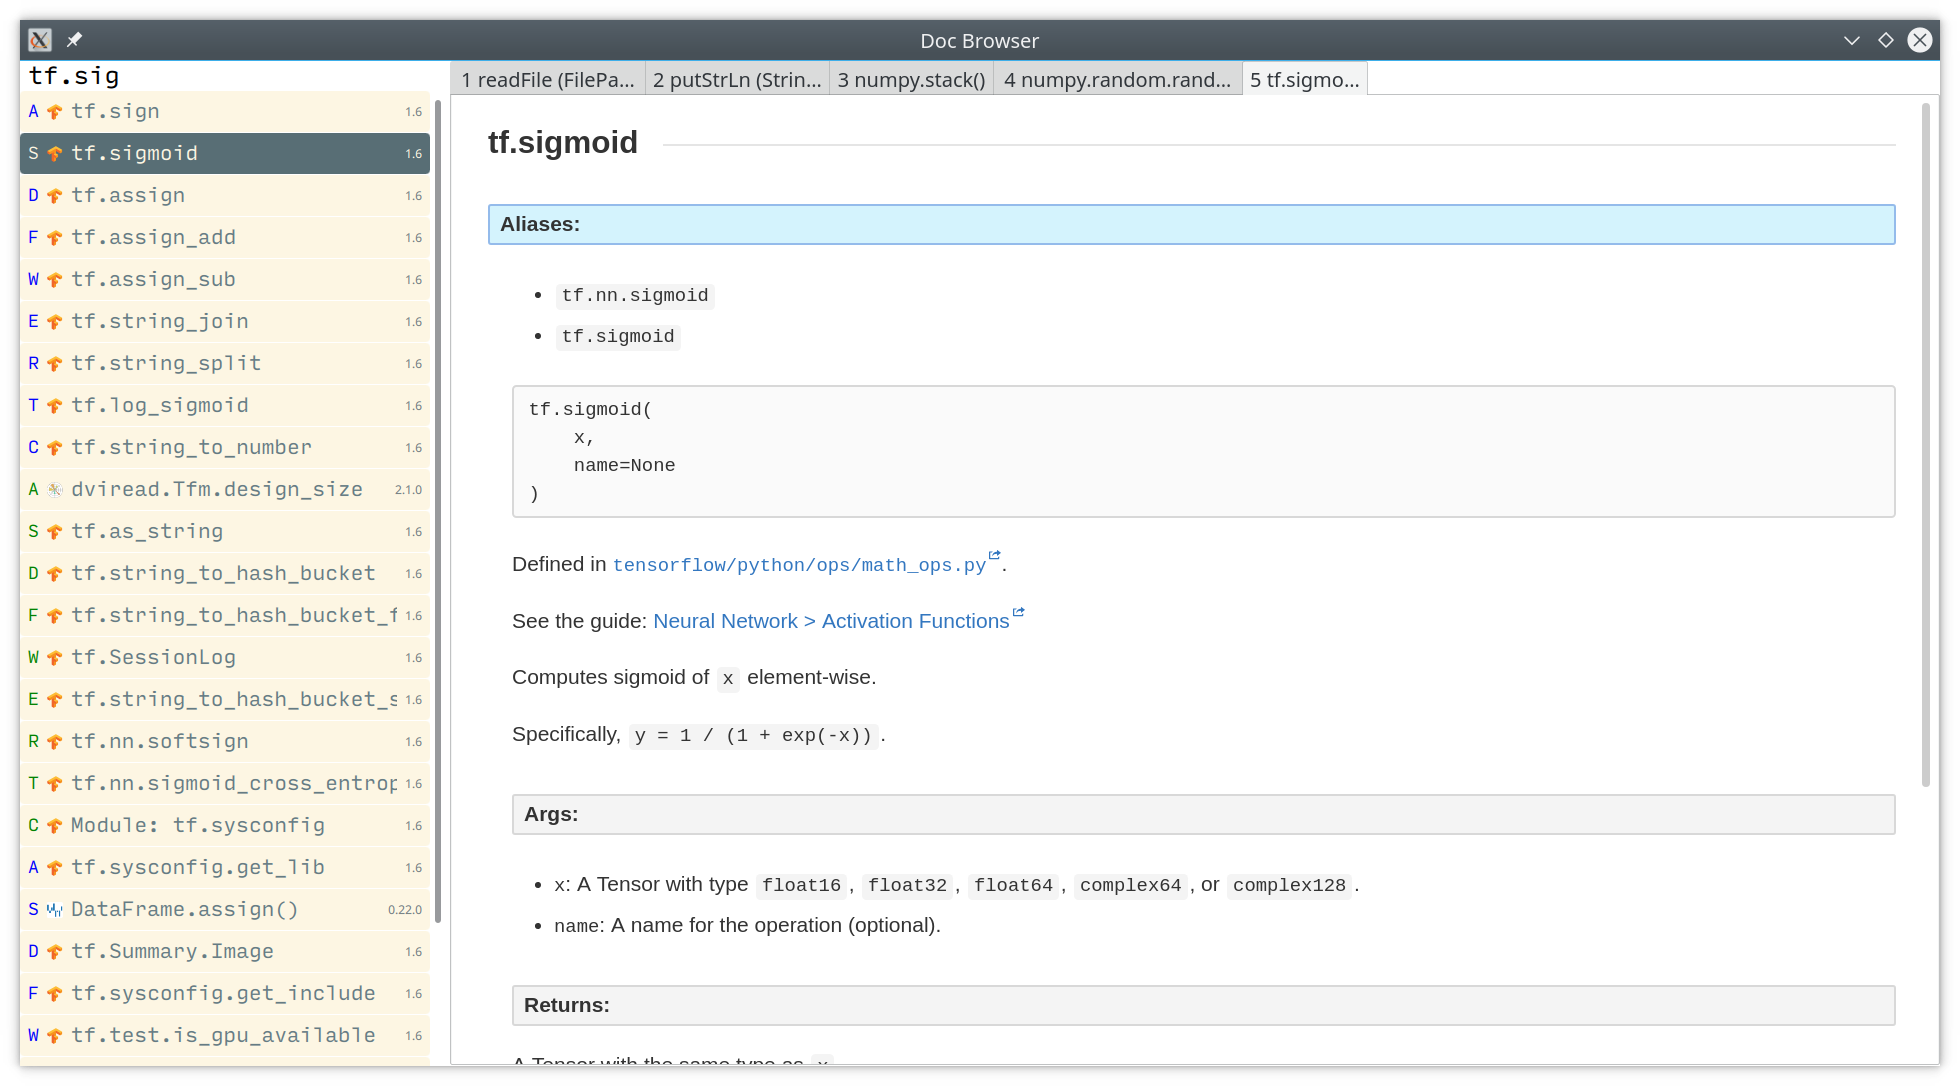 Doc Browser
tf.sig
A tf.sign 1.6
S tf.sigmoid 1.6
D tf.assign 1.6
F tf.assign_add 1.6
W tf.assign_sub 1.6
E tf.string_join 1.6
R tf.string_split 1.6
T tf.log_sigmoid 1.6
C tf.string_to_number 1.6
A dviread.Tfm.design_size 2.1.0
S tf.as_string 1.6
D tf.string_to_hash_bucket 1.6
F tf.string_to_hash_bucket_f 1.6
W tf.SessionLog 1.6
E tf.string_to_hash_bucket_s 1.6
R tf.nn.softsign 1.6
T tf.nn.sigmoid_cross_entrop 1.6
C Module: tf.sysconfig 1.6
A tf.sysconfig.get_lib 1.6
S DataFrame.assign() 0.22.0
D tf.Summary.Image 1.6
F tf.sysconfig.get_include 1.6
W tf.test.is_gpu_available 1.6
1 readFile (FilePa... 2 putStrLn (Strin... 3 numpy.stack() 4 numpy.random.rand... 5 tf.sigmo...
tf.sigmoid
Aliases:
• tf.nn.sigmoid
• tf.sigmoid
tf.sigmoid(
    x,
    name=None
)
Defined in tensorflow/python/ops/math_ops.py.
See the guide: Neural Network > Activation Functions
Computes sigmoid of x element-wise.
Specifically, y = 1 / (1 + exp(-x)).
Args:
• x: A Tensor with type float16, float32, float64, complex64, or complex128.
• name: A name for the operation (optional).
Returns:
A Tensor with the same type as x